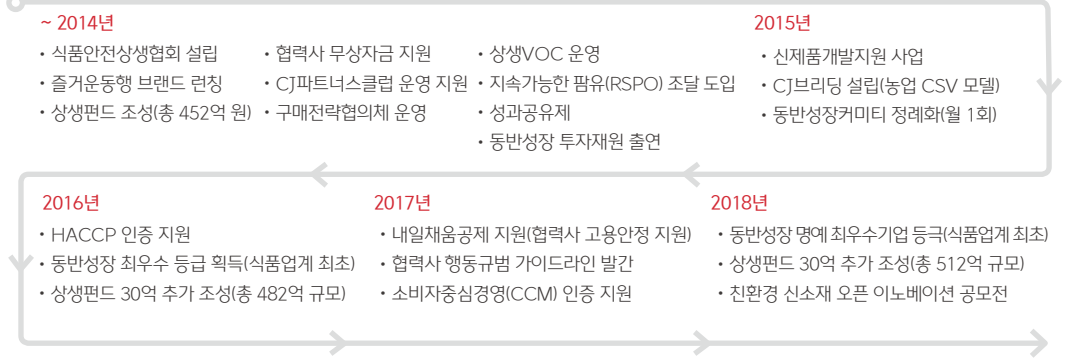 ~ 2014년
• 식품안전상생협회 설립
• 즐거운동행 브랜드 런칭
• 상생펀드 조성(총 452억 원)
• 협력사 무상자금 지원
• CJ파트너스클럽 운영 지원
• 구매전략협의체 운영
• 상생VOC 운영
• 지속가능한 팜유(RSPO) 조달 도입
• 성과공유제
• 동반성장 투자재원 출연
2015년
• 신제품개발지원 사업
• CJ브리딩 설립(농업 CSV 모델)
• 동반성장커미티 정례화(월 1회)
2016년
• HACCP 인증 지원
• 동반성장 최우수 등급 획득(식품업계 최초)
• 상생펀드 30억 추가 조성(총 482억 규모)
2017년
• 내일채움공제 지원(협력사 고용안정 지원)
• 협력사 행동규범 가이드라인 발간
• 소비자중심경영(CCM) 인증 지원
2018년
• 동반성장 명예 최우수기업 등극(식품업계 최초)
• 상생펀드 30억 추가 조성(총 512억 규모)
• 친환경 신소재 오픈 이노베이션 공모전